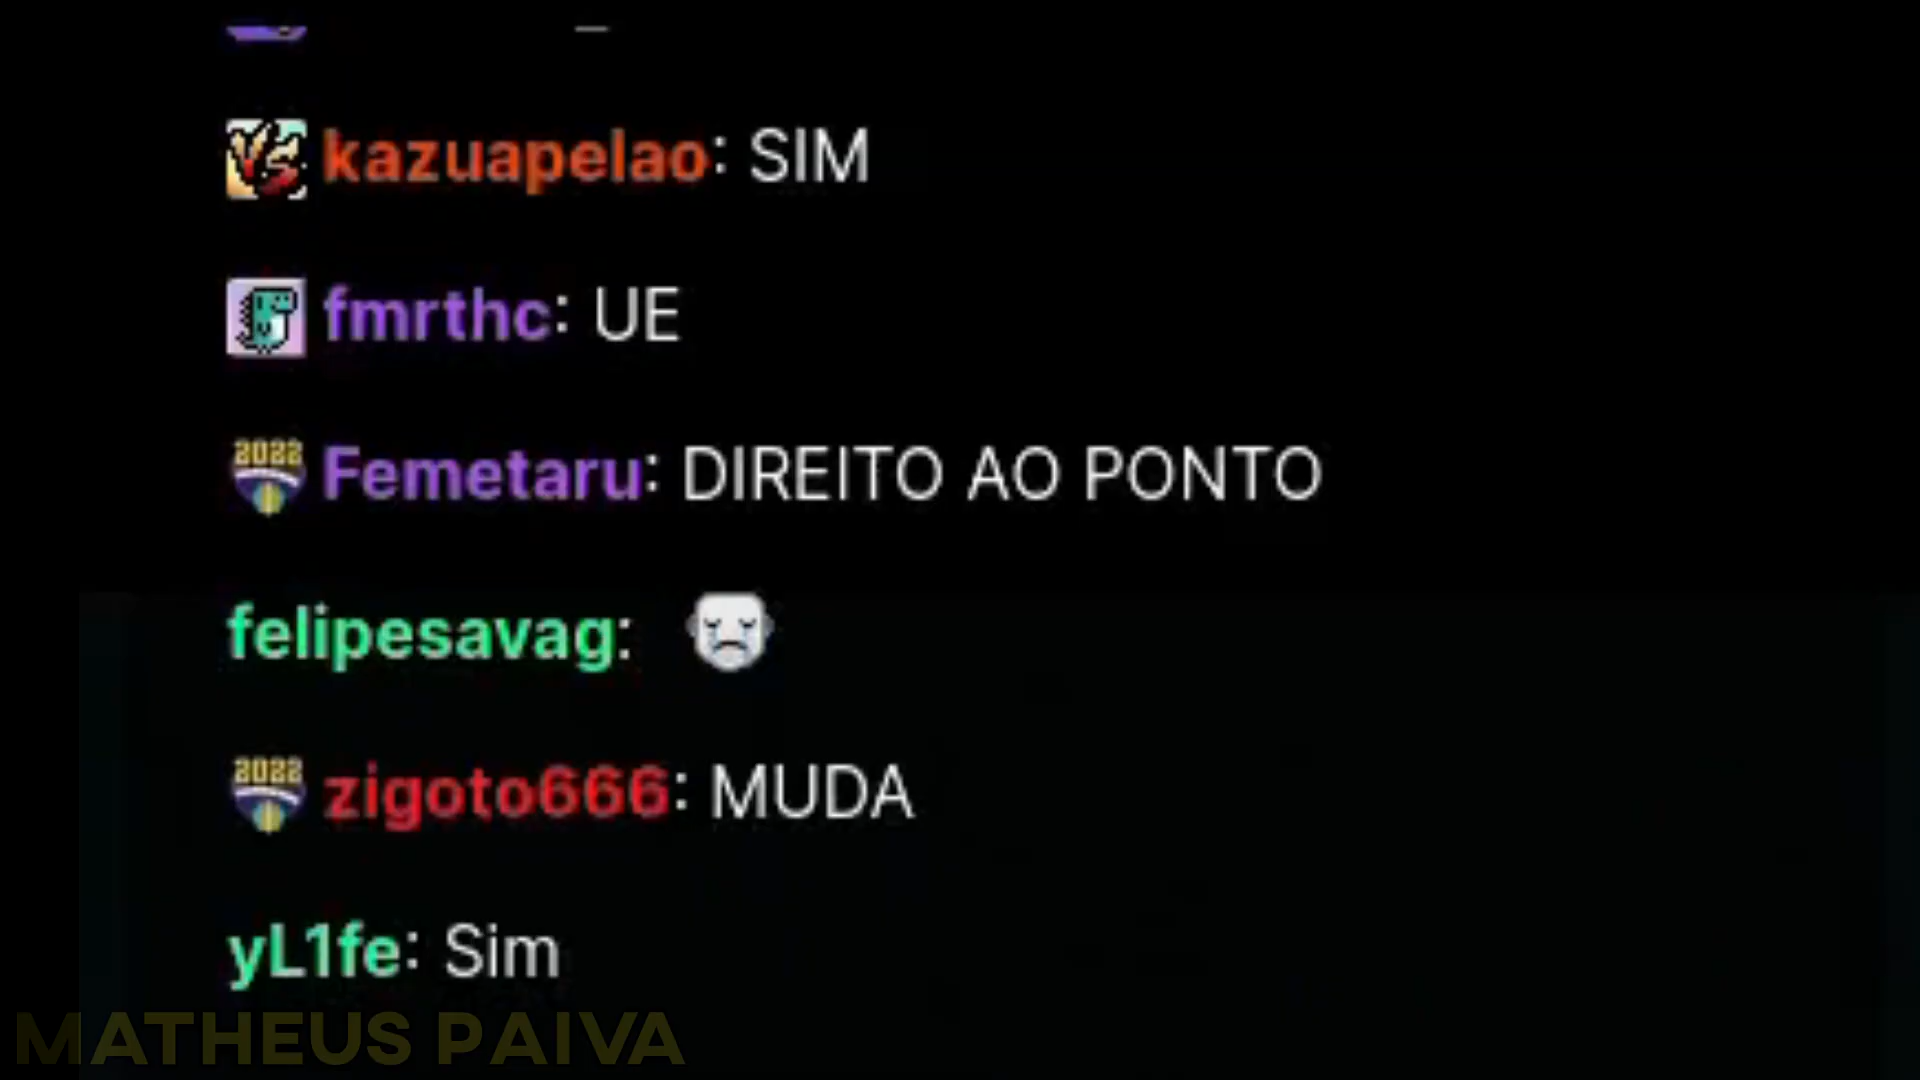 kazuapelao: SIM
fmrthc: UE
2022 Femetaru: DIREITO AO PONTO
felipesavag:
2022 zigoto666: MUDA
yL1fe: Sim
MATHEUS PAIVA